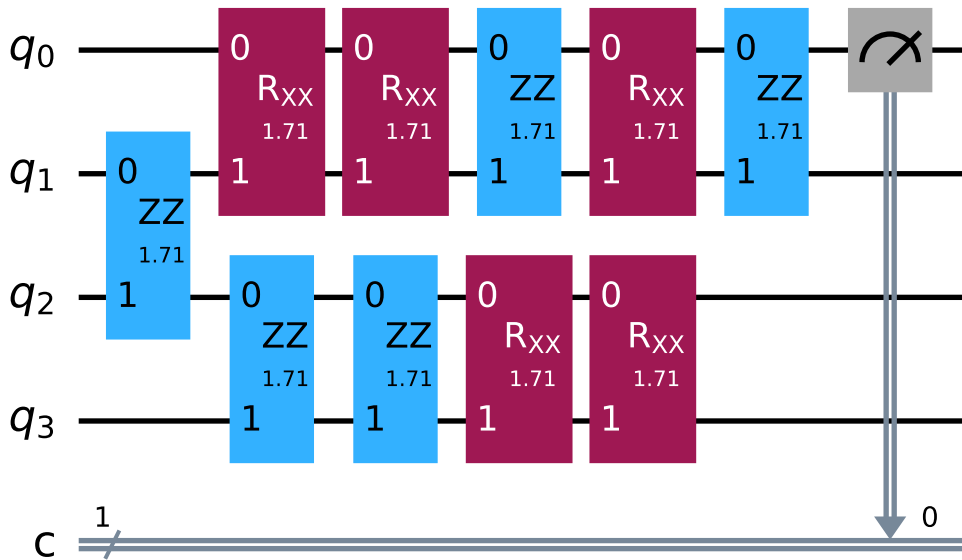 q0 0 0 0 0 0
RXX RXX ZZ RXX ZZ
1.71 1.71 1.71 1.71 1.71
q1 0 1 1 1 1 1
ZZ
1.71
q2 1 0 0 0 0
ZZ ZZ RXX RXX
1.71 1.71 1.71 1.71
q3 1 1 1 1
1 0
c